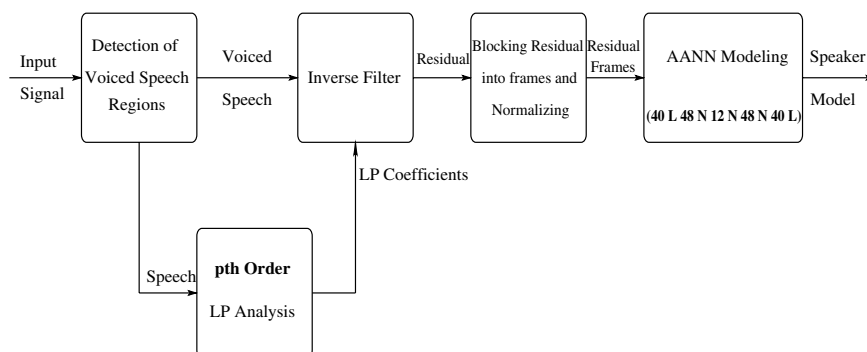 Input
Signal
Detection of
Voiced Speech
Regions
Voiced
Speech
Inverse Filter
Residual
Blocking Residual
into frames and
Normalizing
Residual
Frames
AANN Modeling
(40 L 48 N 12 N 48 N 40 L)
Speaker
Model
LP Coefficients
Speech
pth Order
LP Analysis